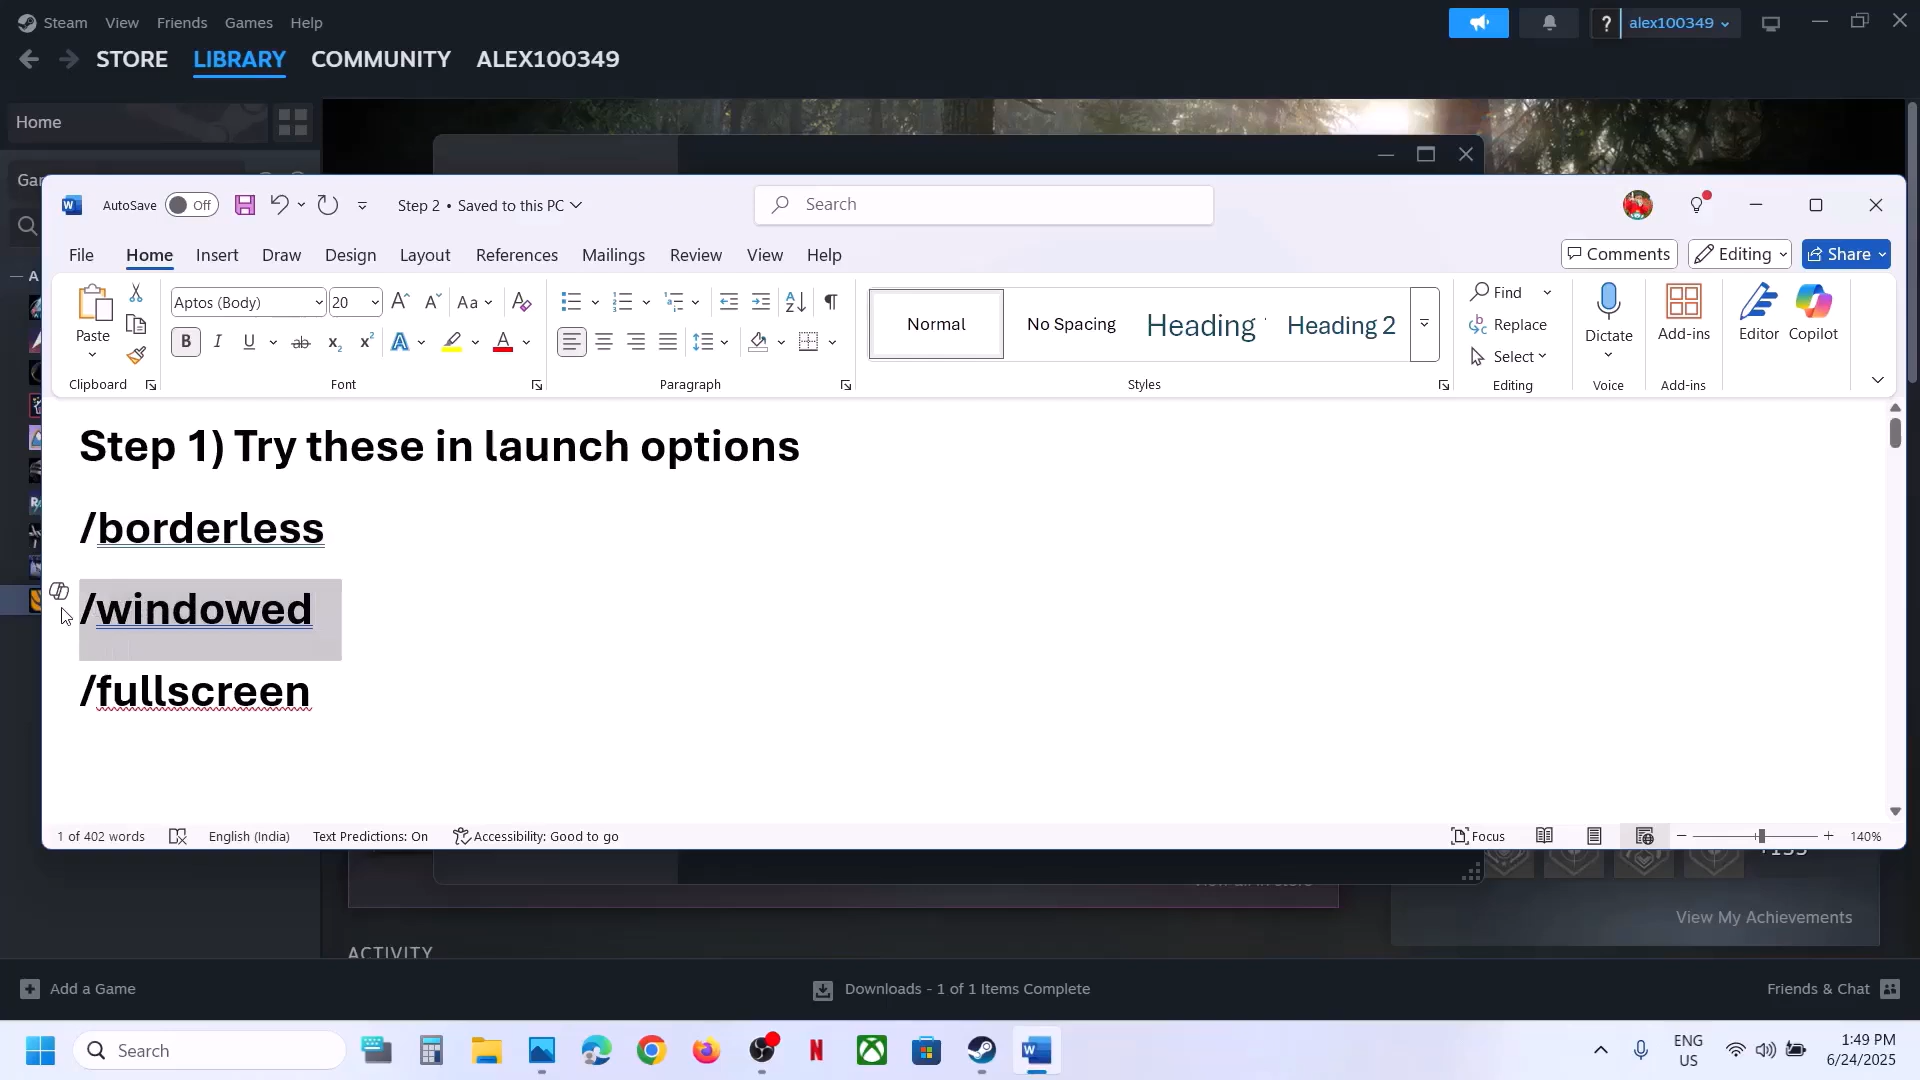 Steam View Friends Games Help
alex100349
STORE LIBRARY COMMUNITY ALEX100349
Home
AutoSave Off Step 2 • Saved to this PC Search
File Home Insert Draw Design Layout References Mailings Review View Help Comments Editing Share
Paste Aptos (Body) 20 Normal No Spacing Heading Heading 2 Find Replace Select Dictate Add-ins Editor Copilot
Clipboard Font Paragraph Styles Editing Voice Add-ins
Step 1) Try these in launch options
/borderless
/windowed
/fullscreen
1 of 402 words English (India) Text Predictions: On Accessibility: Good to go Focus 140%
View My Achievements
ACTIVITY
Add a Game Downloads - 1 of 1 Items Complete Friends & Chat
Search ENG US 1:49 PM 6/24/2025